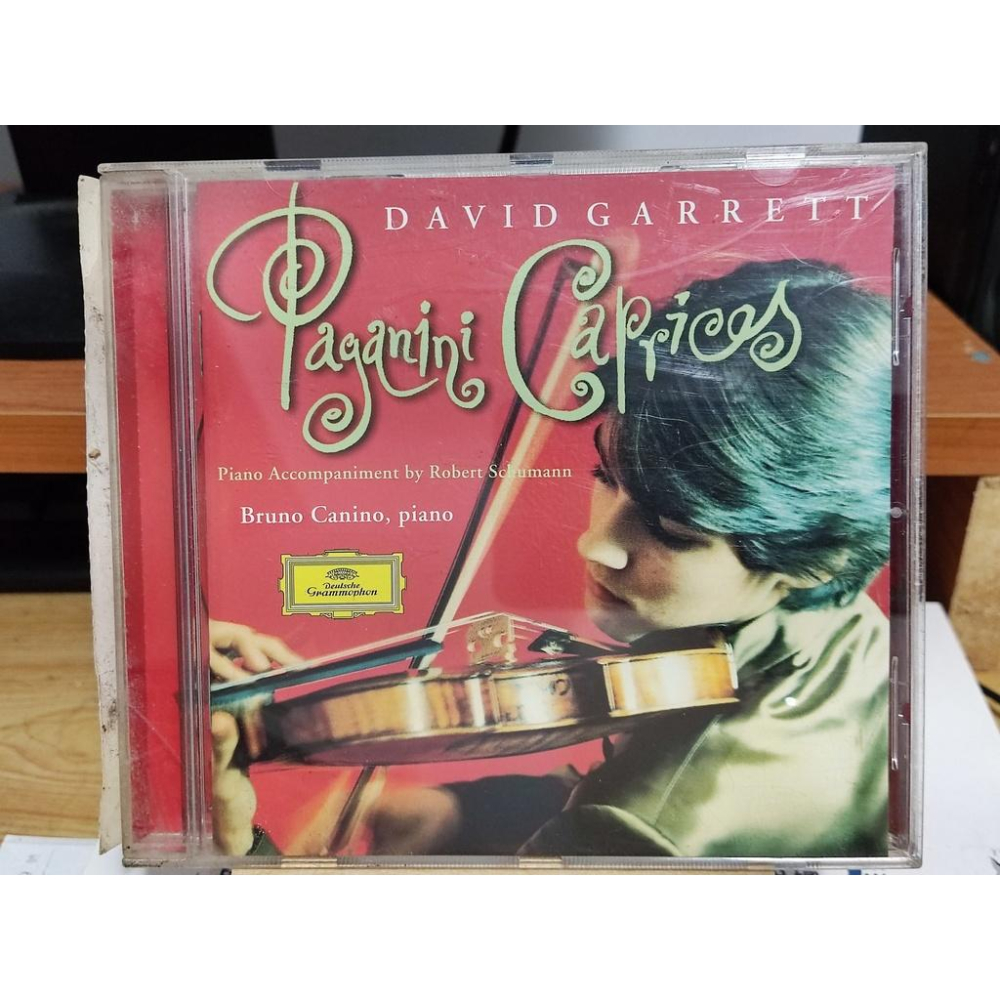 DAVID GARRETT
Paganini Caprices
Piano Accompaniment by Robert Schumann
Bruno Canino, piano
Deutsche
Grammophon